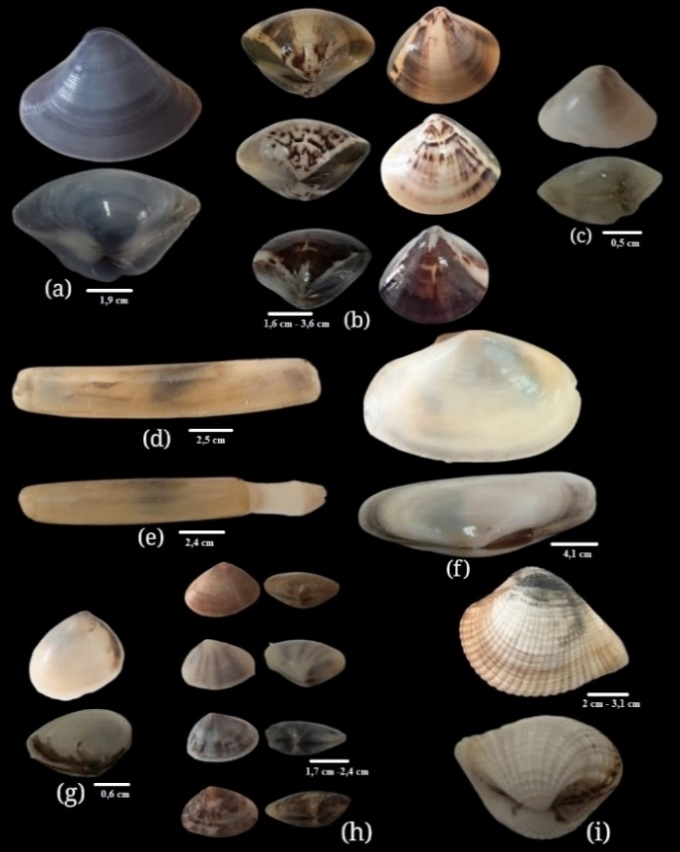 (a)
1,9 cm
1,6 cm - 3,6 cm
(b)
(c)
0,5 cm
(d)
2,5 cm
(e)
2,4 cm
(f)
4,1 cm
(g)
0,6 cm
1,7 cm -2,4 cm
(h)
2 cm - 3,1 cm
(i)